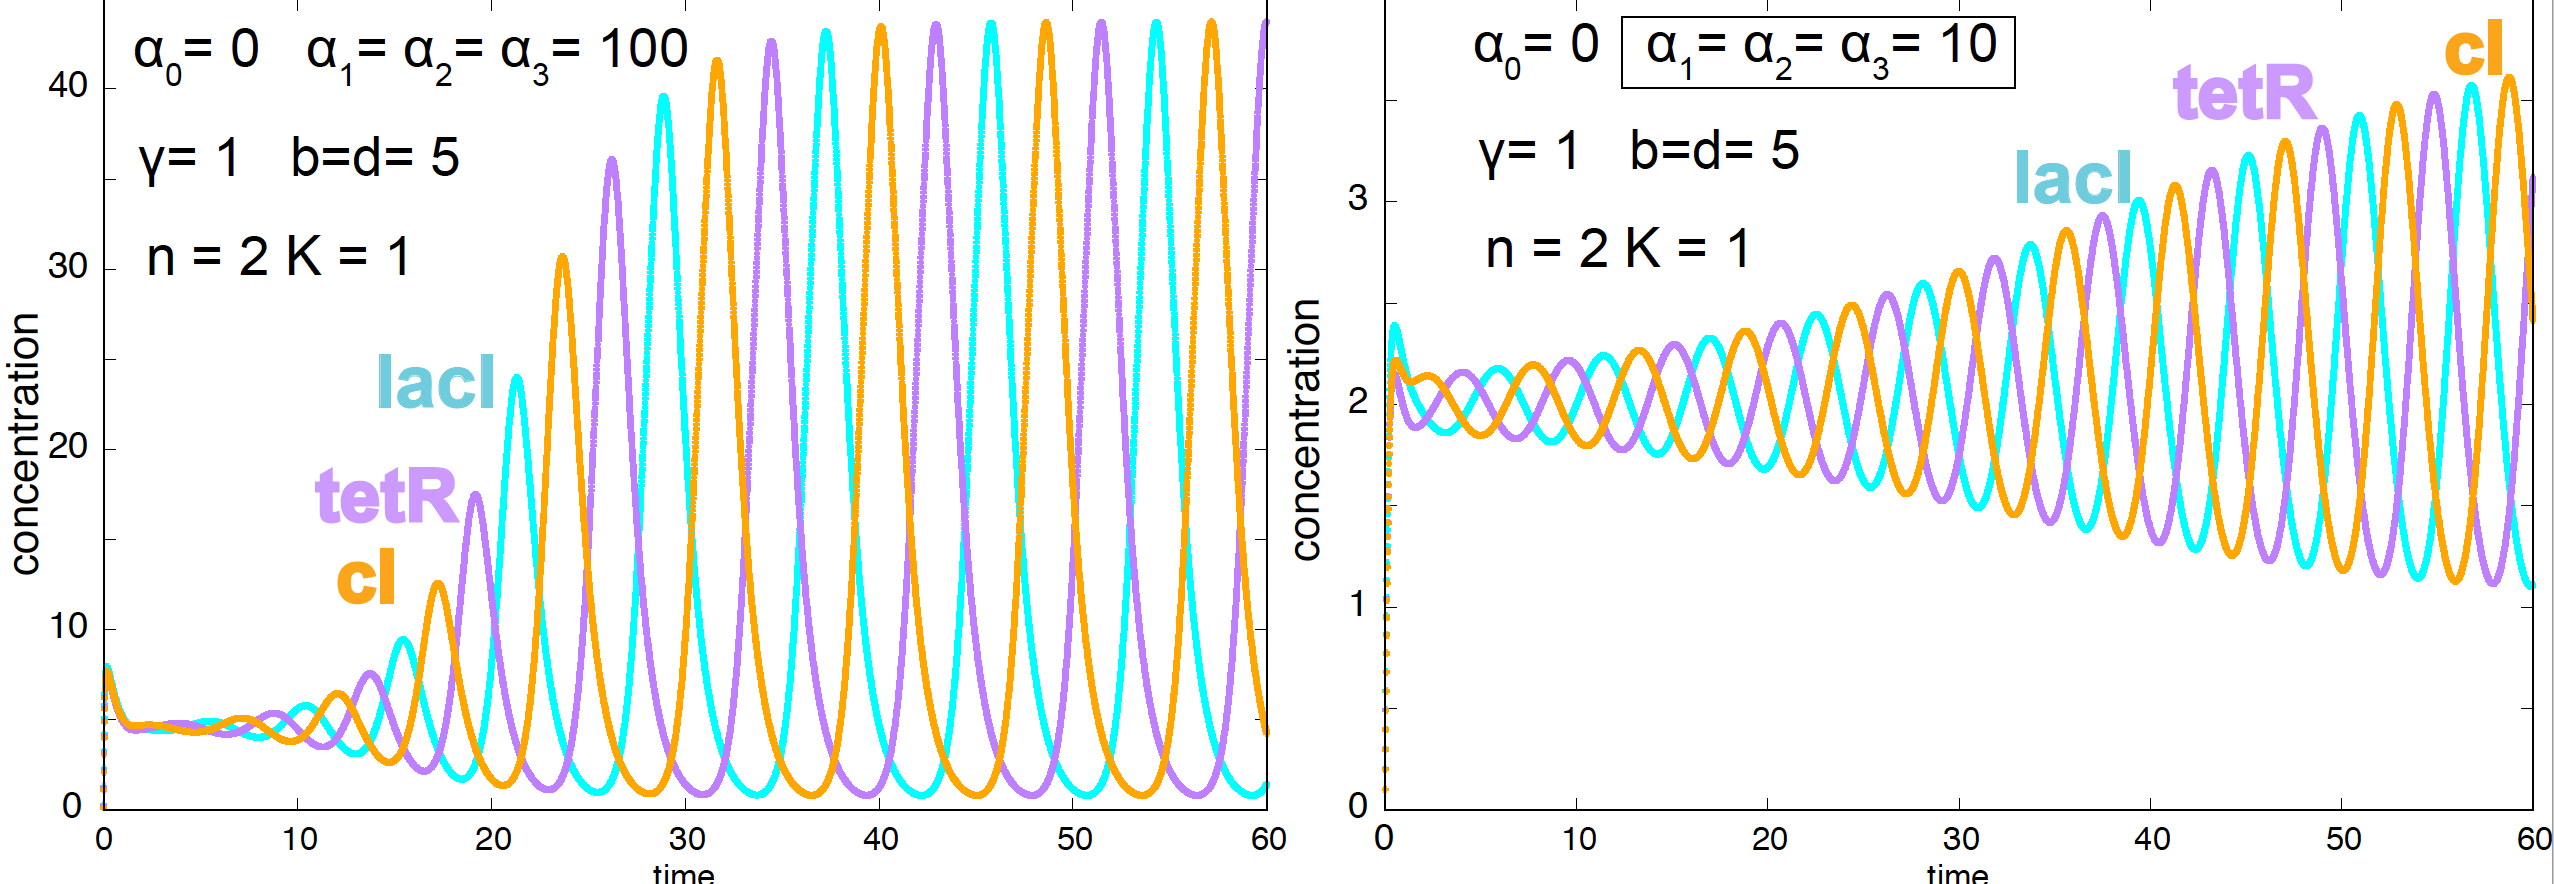 α₀= 0 α₁= α₂= α₃= 100
γ= 1 b=d= 5
n = 2 K = 1
lacI
tetR
cI
concentration
40
30
20
10
0
0 10 20 30 40 50 60
time
α₀= 0 α₁= α₂= α₃= 10
γ= 1 b=d= 5
n = 2 K = 1
cI
tetR
lacI
concentration
3
2
1
0
0 10 20 30 40 50 60
time